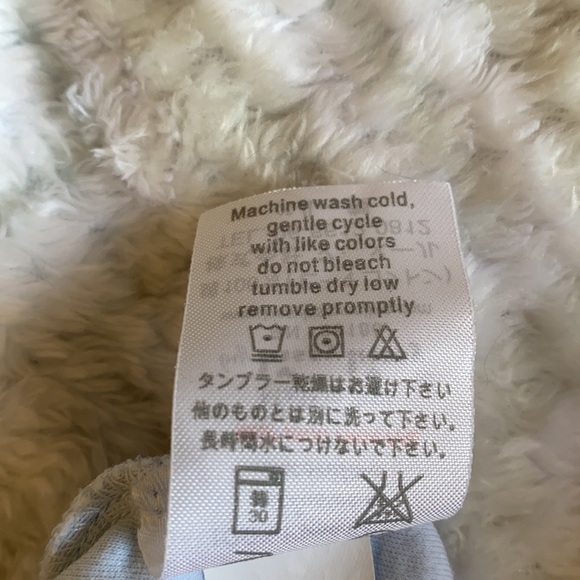 Machine wash cold,
gentle cycle
with like colors
do not bleach
tumble dry low
remove promptly
タンブラー乾燥はお避け下さい
他のものとは別に洗って下さい。
長時間水につけないで下さい。
弱
30